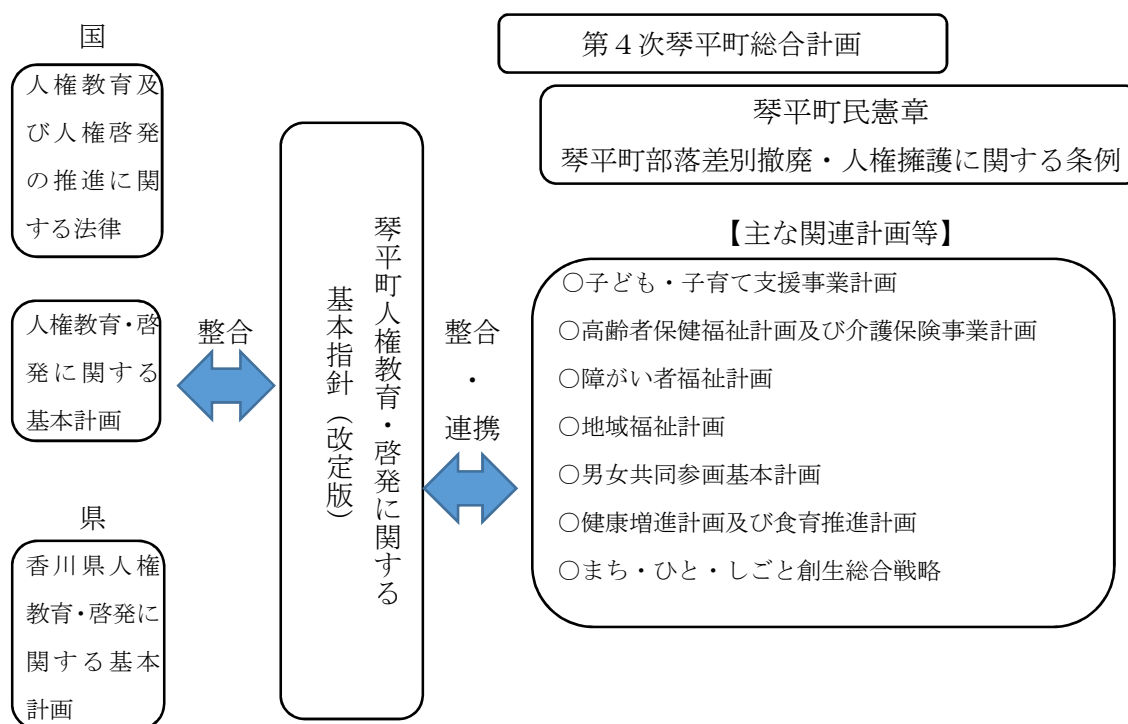 国
人権教育及
び人権啓発
の推進に関
する法律
人権教育・啓
発に関する
基本計画
県
香川県人権
教育・啓発に
関する基本
計画
整合
琴平町人権教育・啓発に関する
基本指針（改定版）
整合
・
連携
第４次琴平町総合計画
琴平町民憲章
琴平町部落差別撤廃・人権擁護に関する条例
【主な関連計画等】
○子ども・子育て支援事業計画
○高齢者保健福祉計画及び介護保険事業計画
○障がい者福祉計画
○地域福祉計画
○男女共同参画基本計画
○健康増進計画及び食育推進計画
○まち・ひと・しごと創生総合戦略